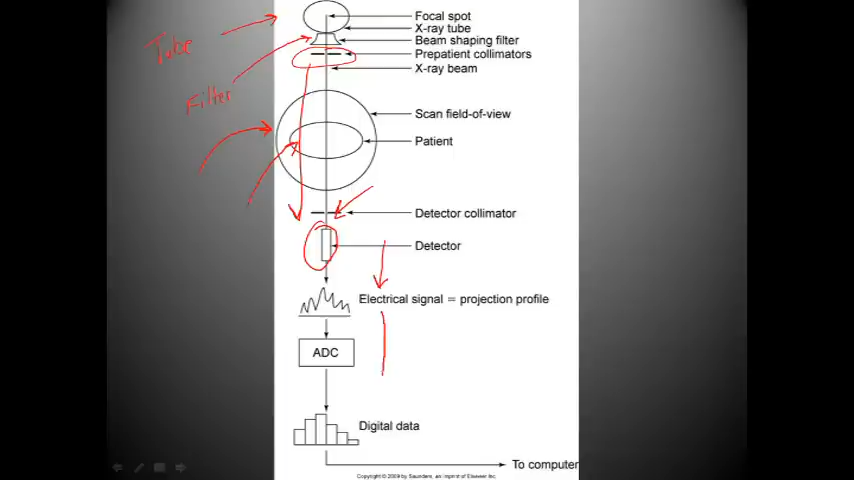 Focal spot
X-ray tube
Beam shaping filter
Prepatient collimators
X-ray beam
Tube
Filter
Scan field-of-view
Patient
Detector collimator
Detector
Electrical signal = projection profile
ADC
Digital data
To computer
Copyright © 2009 by Saunders, an imprint of Elsevier Inc.